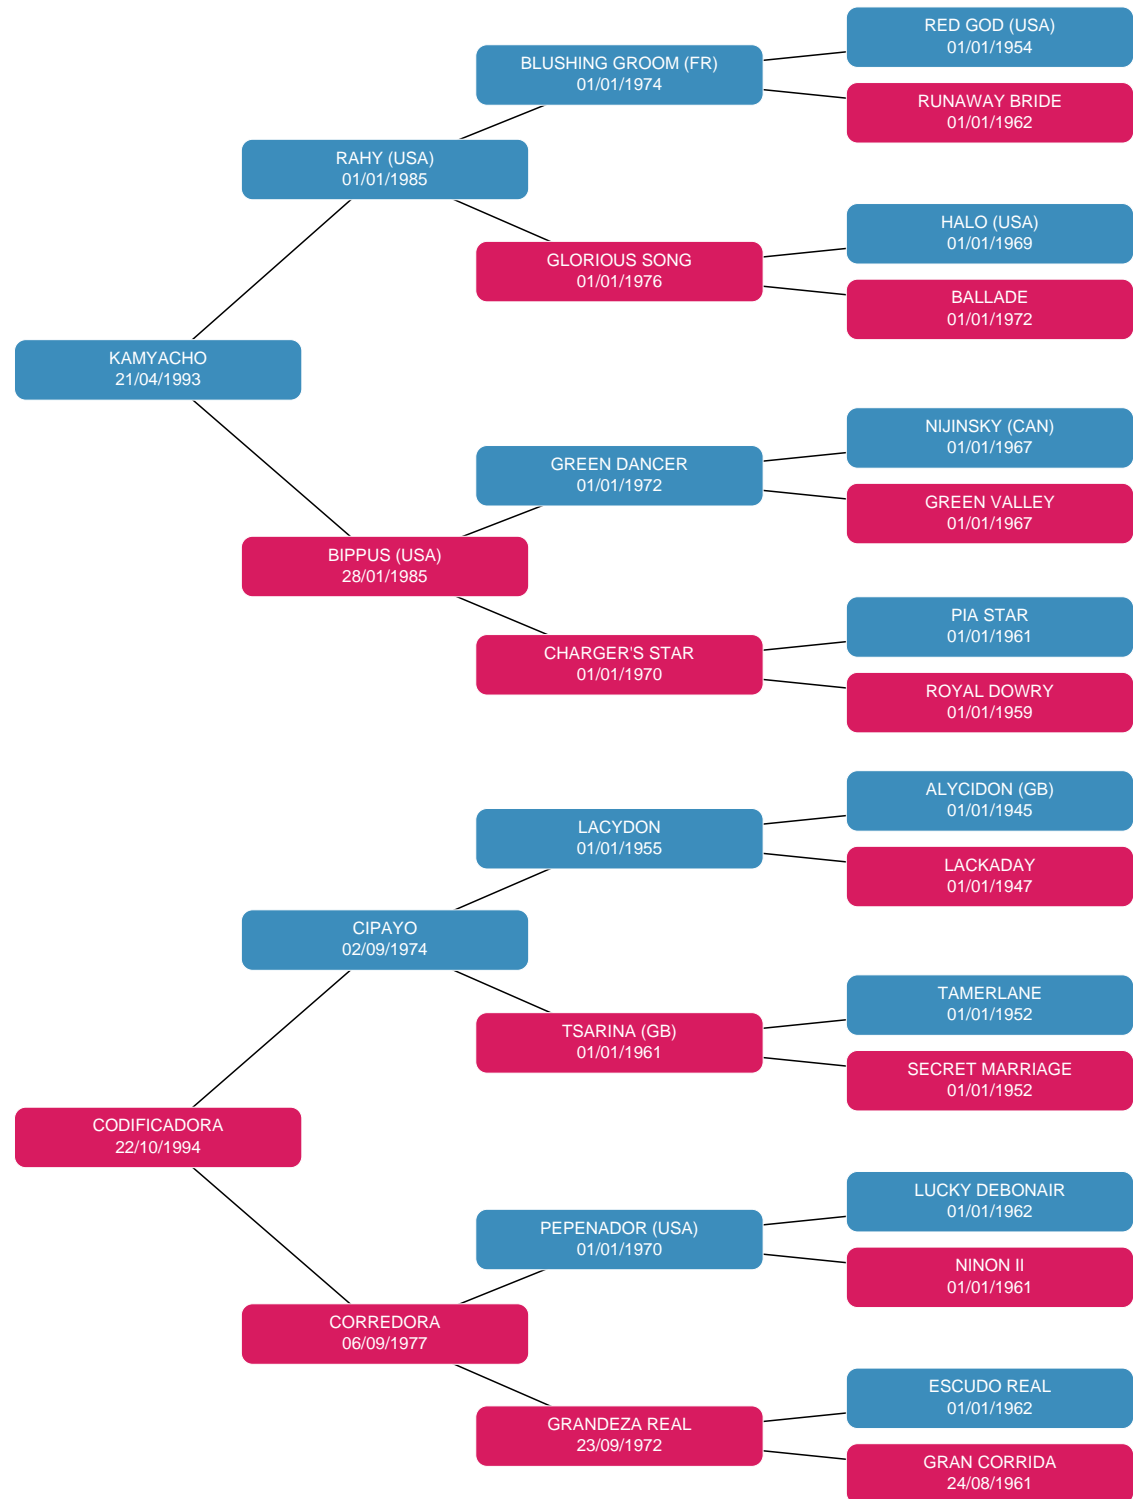 RED GOD (USA)
01/01/1954
BLUSHING GROOM (FR)
01/01/1974
RUNAWAY BRIDE
01/01/1962
RAHY (USA)
01/01/1985
HALO (USA)
01/01/1969
GLORIOUS SONG
01/01/1976
BALLADE
01/01/1972
KAMYACHO
21/04/1993
NIJINSKY (CAN)
01/01/1967
GREEN DANCER
01/01/1972
GREEN VALLEY
01/01/1967
BIPPUS (USA)
28/01/1985
PIA STAR
01/01/1961
CHARGER'S STAR
01/01/1970
ROYAL DOWRY
01/01/1959
ALYCIDON (GB)
01/01/1945
LACYDON
01/01/1955
LACKADAY
01/01/1947
CIPAYO
02/09/1974
TAMERLANE
01/01/1952
TSARINA (GB)
01/01/1961
SECRET MARRIAGE
01/01/1952
CODIFICADORA
22/10/1994
LUCKY DEBONAIR
01/01/1962
PEPENADOR (USA)
01/01/1970
NINON II
01/01/1961
CORREDORA
06/09/1977
ESCUDO REAL
01/01/1962
GRANDEZA REAL
23/09/1972
GRAN CORRIDA
24/08/1961